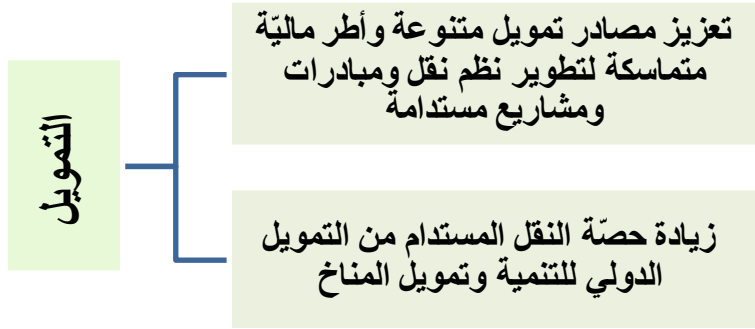 التمويل
تعزيز مصادر تمويل متنوعة وأطر ماليّة
متماسكة لتطوير نظم نقل ومبادرات
ومشاريع مستدامة
زيادة حصّة النقل المستدام من التمويل
الدولي للتنمية وتمويل المناخ